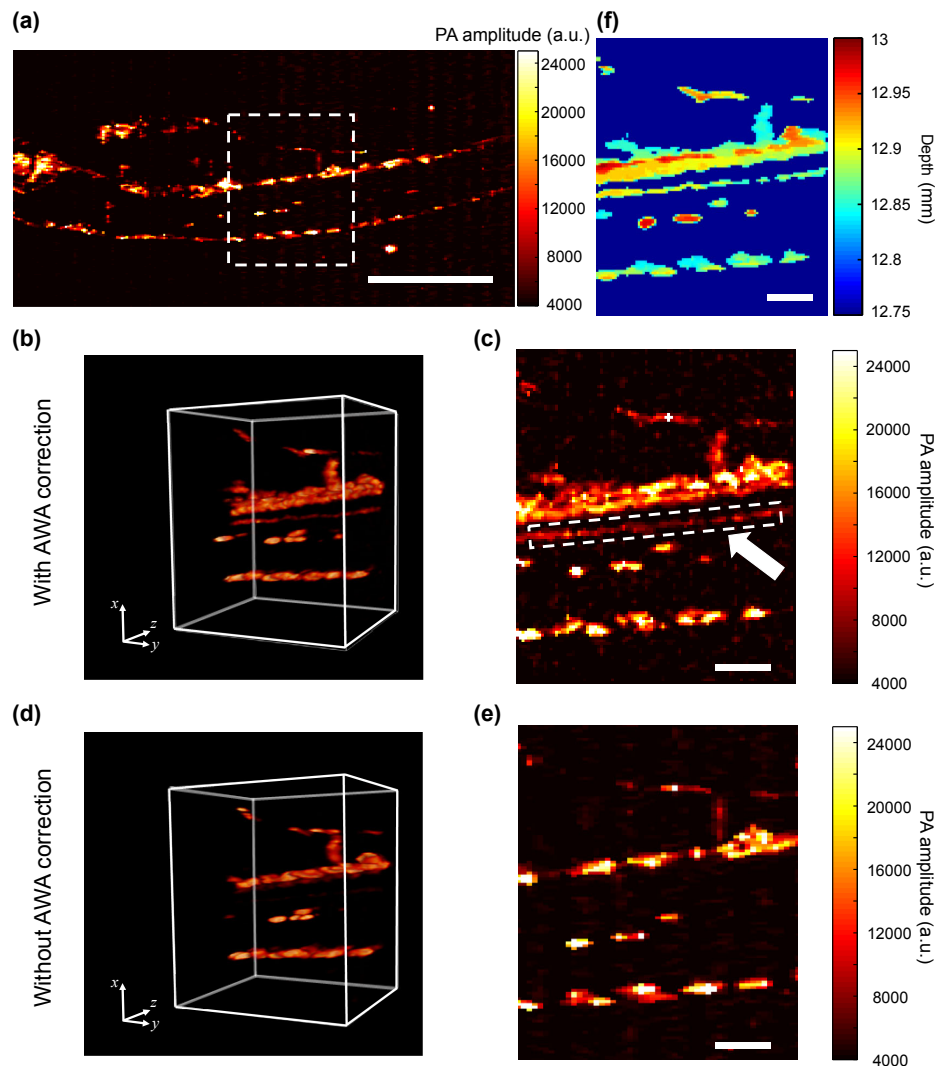 (a)
PA amplitude (a.u.)
24000
20000
16000
12000
8000
4000
(f)
13
12.95
12.9
12.85
12.8
12.75
Depth (mm)
(b)
With AWA correction
x
z
y
(c)
24000
20000
16000
12000
8000
4000
PA amplitude (a.u.)
(d)
Without AWA correction
x
z
y
(e)
24000
20000
16000
12000
8000
4000
PA amplitude (a.u.)